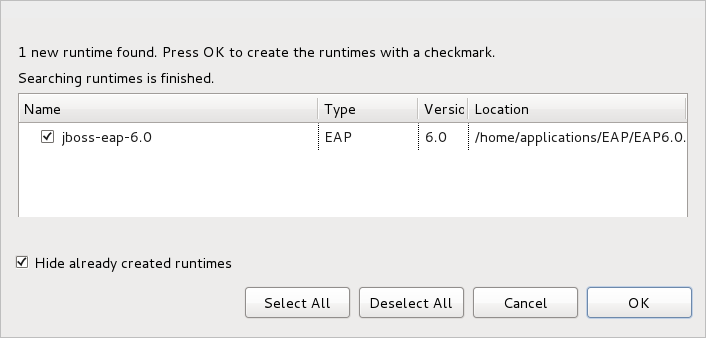 1 new runtime found. Press OK to create the runtimes with a checkmark.
Searching runtimes is finished.
Name Type Versic Location
jboss-eap-6.0 EAP 6.0 /home/applications/EAP/EAP6.0.
Hide already created runtimes
Select All Deselect All Cancel OK